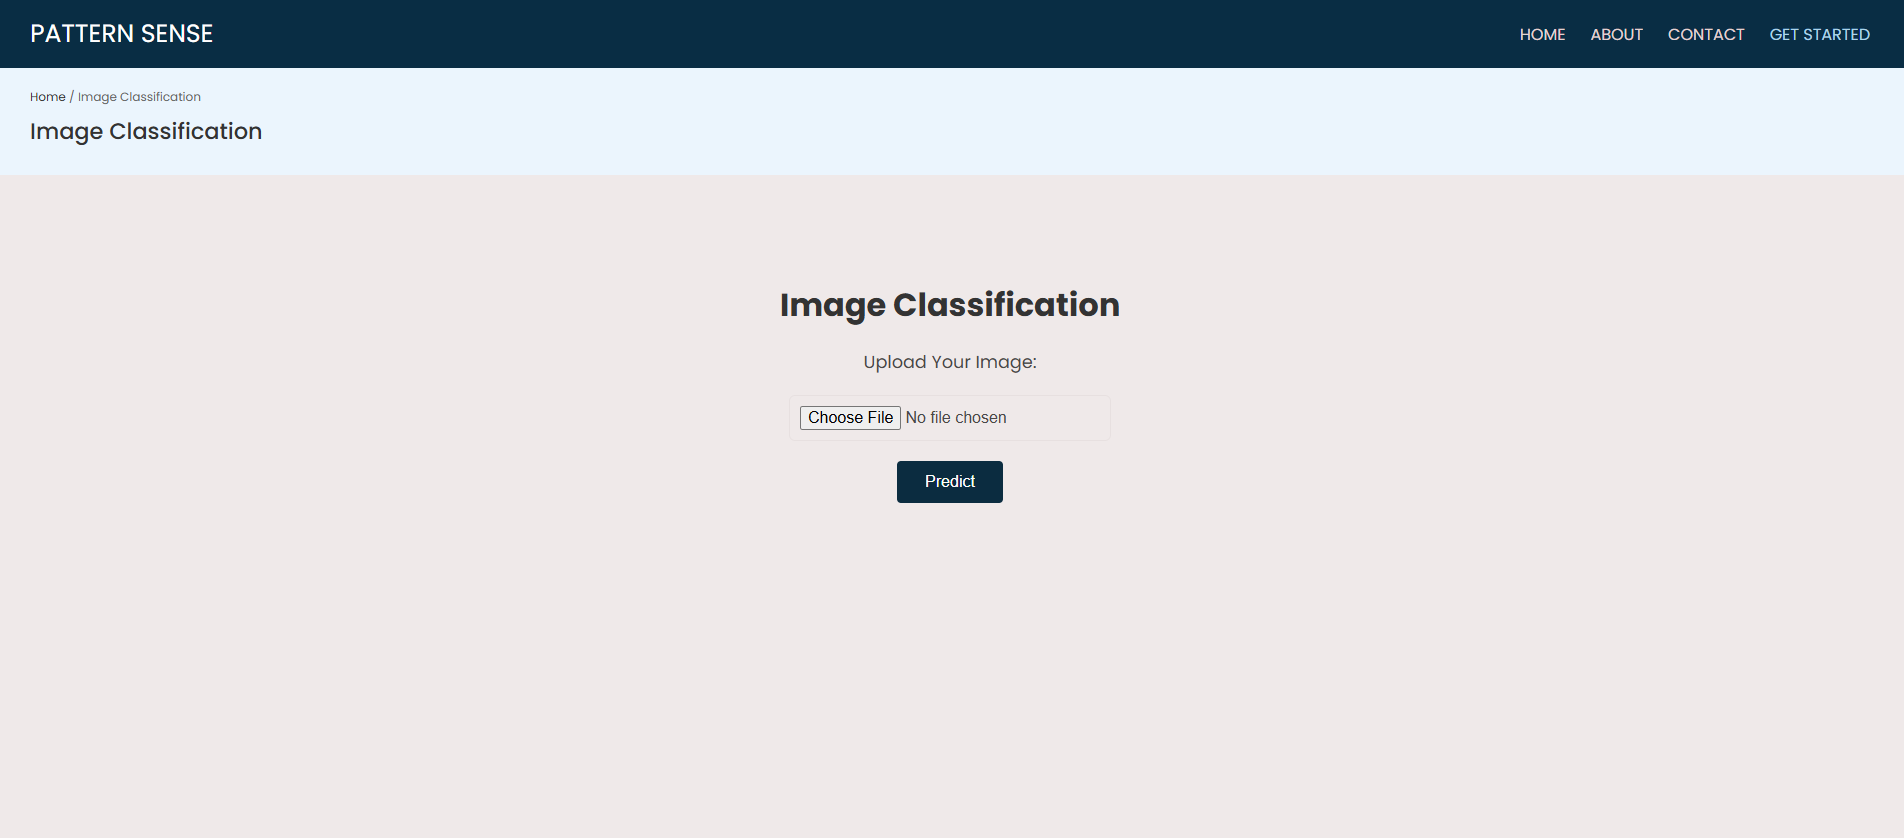 PATTERN SENSE
HOME ABOUT CONTACT GET STARTED
Home / Image Classification
Image Classification
Image Classification
Upload Your Image:
Choose File No file chosen
Predict